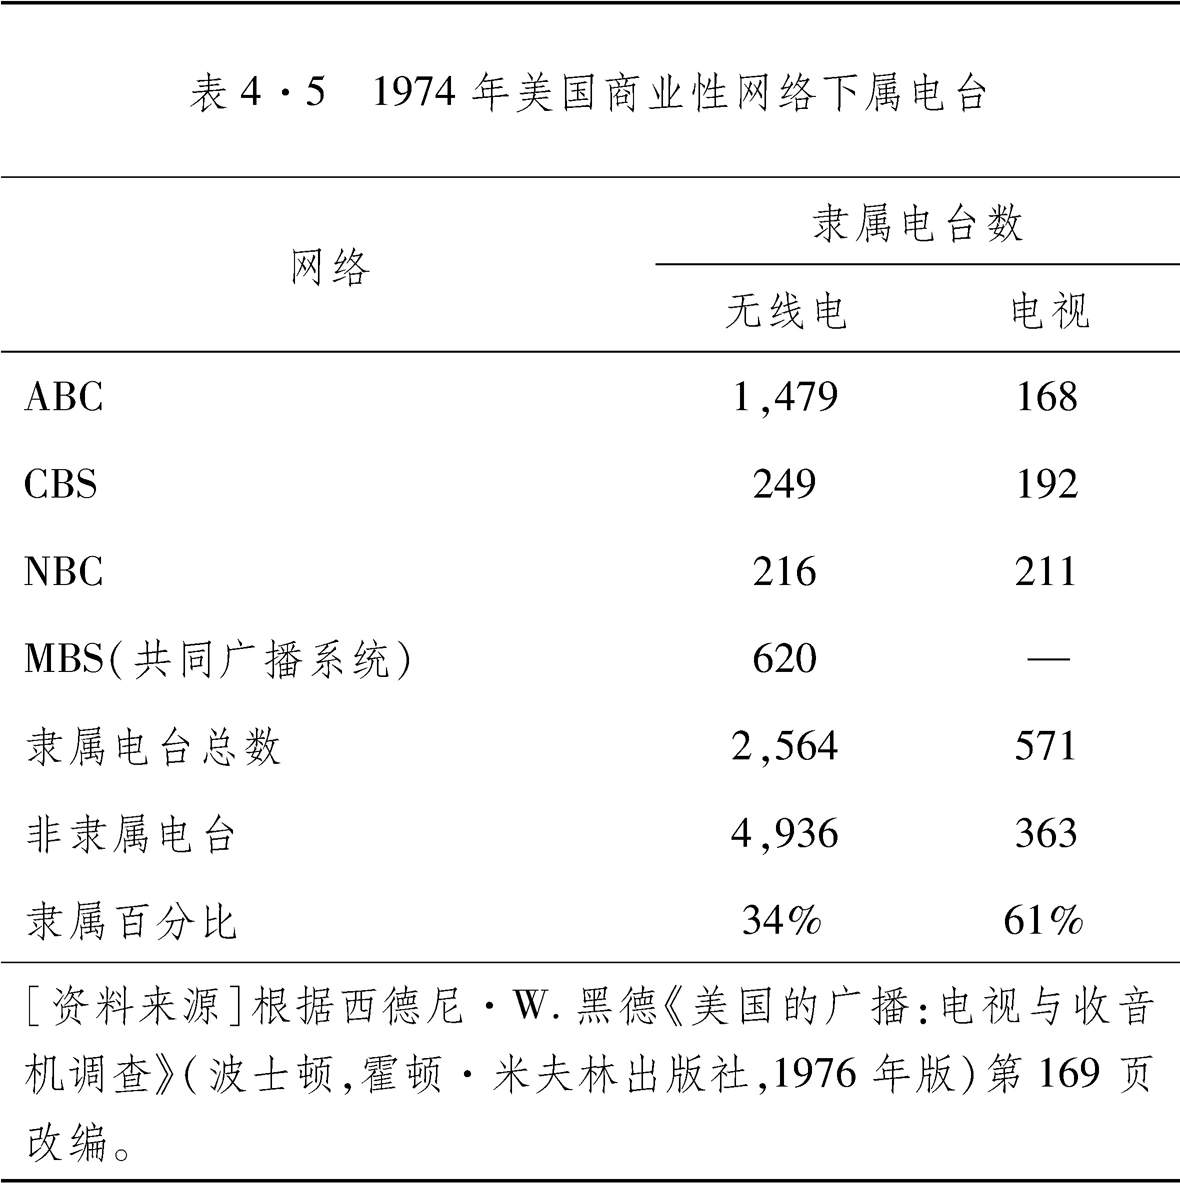 表4·5 1974年美国商业性网络下属电台
网络 隶属电台数
无线电 电视
ABC 1,479 168
CBS 249 192
NBC 216 211
MBS(共同广播系统) 620 —
隶属电台总数 2,564 571
非隶属电台 4,936 363
隶属百分比 34% 61%
[资料来源]根据西德尼·W.黑德《美国的广播:电视与收音
机调查》(波士顿,霍顿·米夫林出版社,1976年版)第169页
改编。